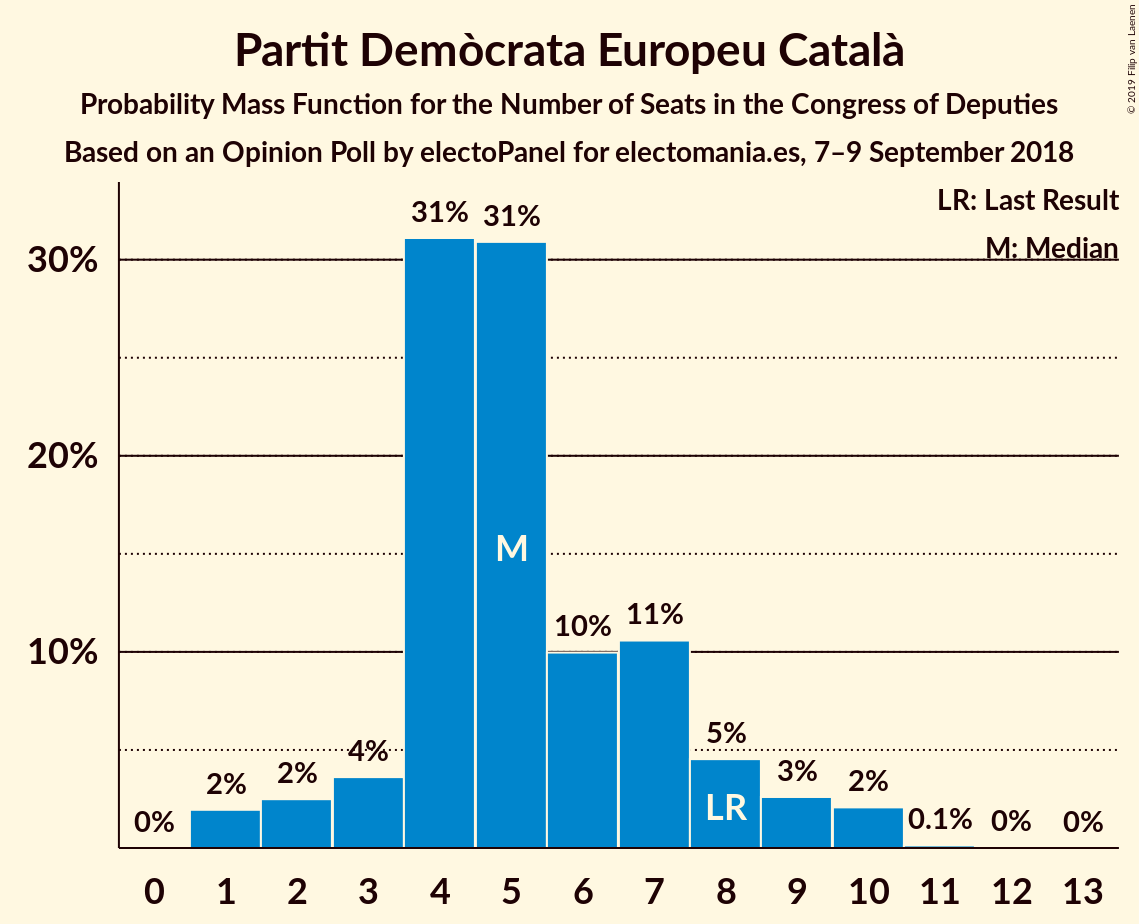 Partit Demòcrata Europeu Català
Probability Mass Function for the Number of Seats in the Congress of Deputies
Based on an Opinion Poll by electoPanel for electomania.es, 7–9 September 2018
© 2019 Filip van Laenen
LR: Last Result
M: Median
30%
20%
10%
0%
2%
2%
4%
31%
31%
10%
11%
5%
3%
2%
0.1%
0%
0%
M
LR
0 1 2 3 4 5 6 7 8 9 10 11 12 13